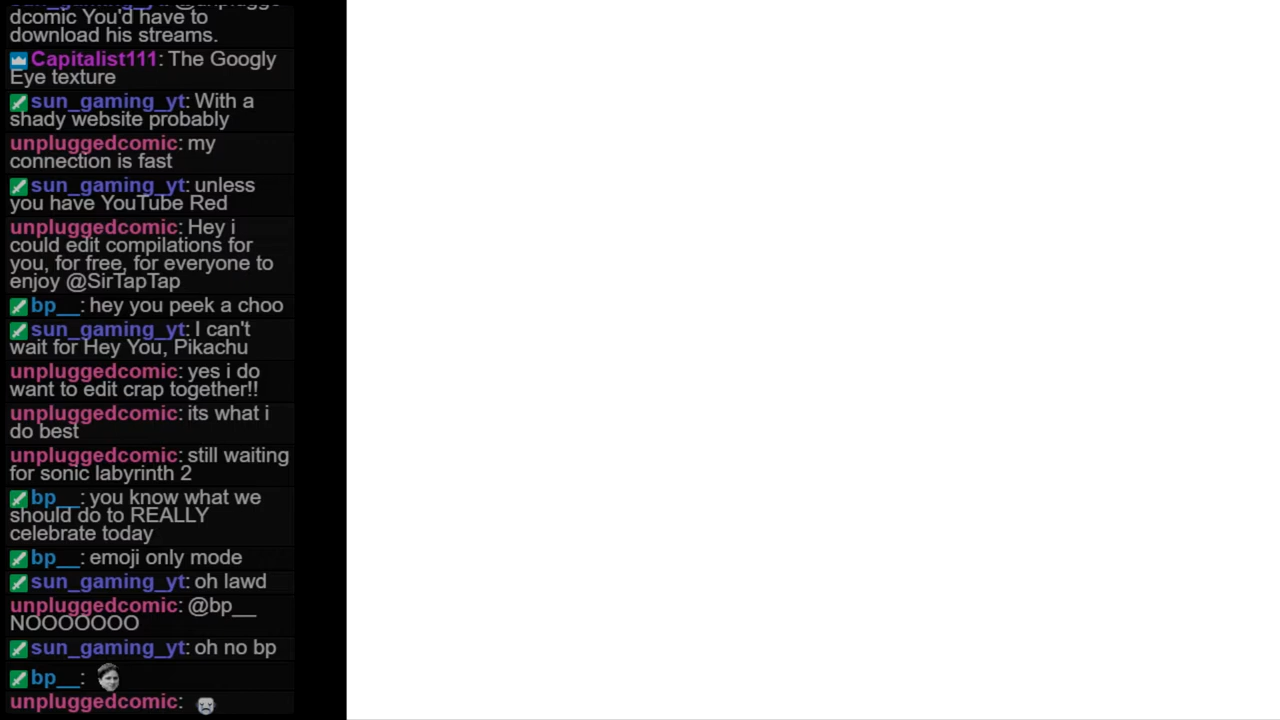 dcomic You'd have to
download his streams.
Capitalist111: The Googly
Eye texture
sun_gaming_yt: With a
shady website probably
unpluggedcomic: my
connection is fast
sun_gaming_yt: unless
you have YouTube Red
unpluggedcomic: Hey i
could edit compilations for
you, for free, for everyone to
enjoy @SirTapTap
bp__: hey you peek a choo
sun_gaming_yt: I can't
wait for Hey You, Pikachu
unpluggedcomic: yes i do
want to edit crap together!!
unpluggedcomic: its what i
do best
unpluggedcomic: still waiting
for sonic labyrinth 2
bp__: you know what we
should do to REALLY
celebrate today
bp__: emoji only mode
sun_gaming_yt: oh lawd
unpluggedcomic: @bp__
NOOOOOOO
sun_gaming_yt: oh no bp
bp__:
unpluggedcomic: